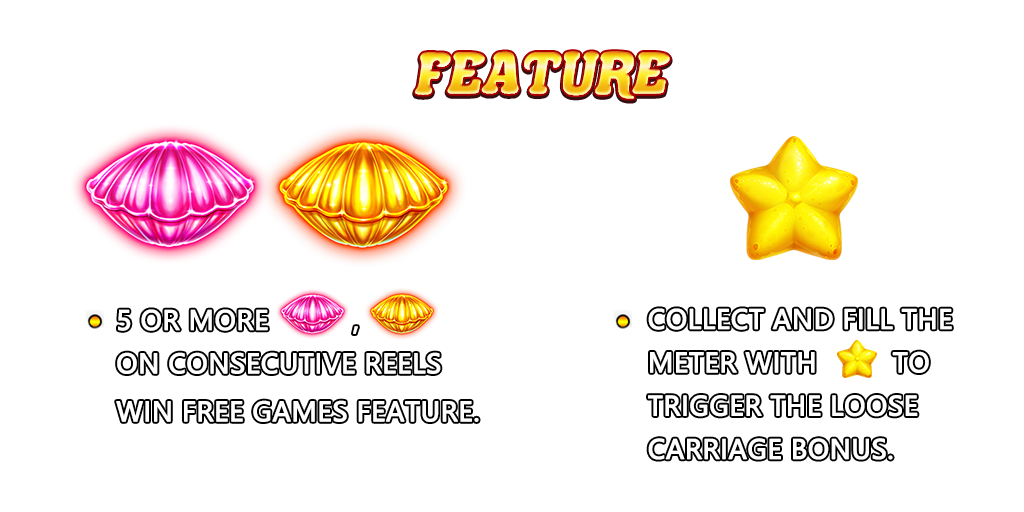 FEATURE
5 OR MORE ,
ON CONSECUTIVE REELS
WIN FREE GAMES FEATURE.
COLLECT AND FILL THE
METER WITH TO
TRIGGER THE LOOSE
CARRIAGE BONUS.